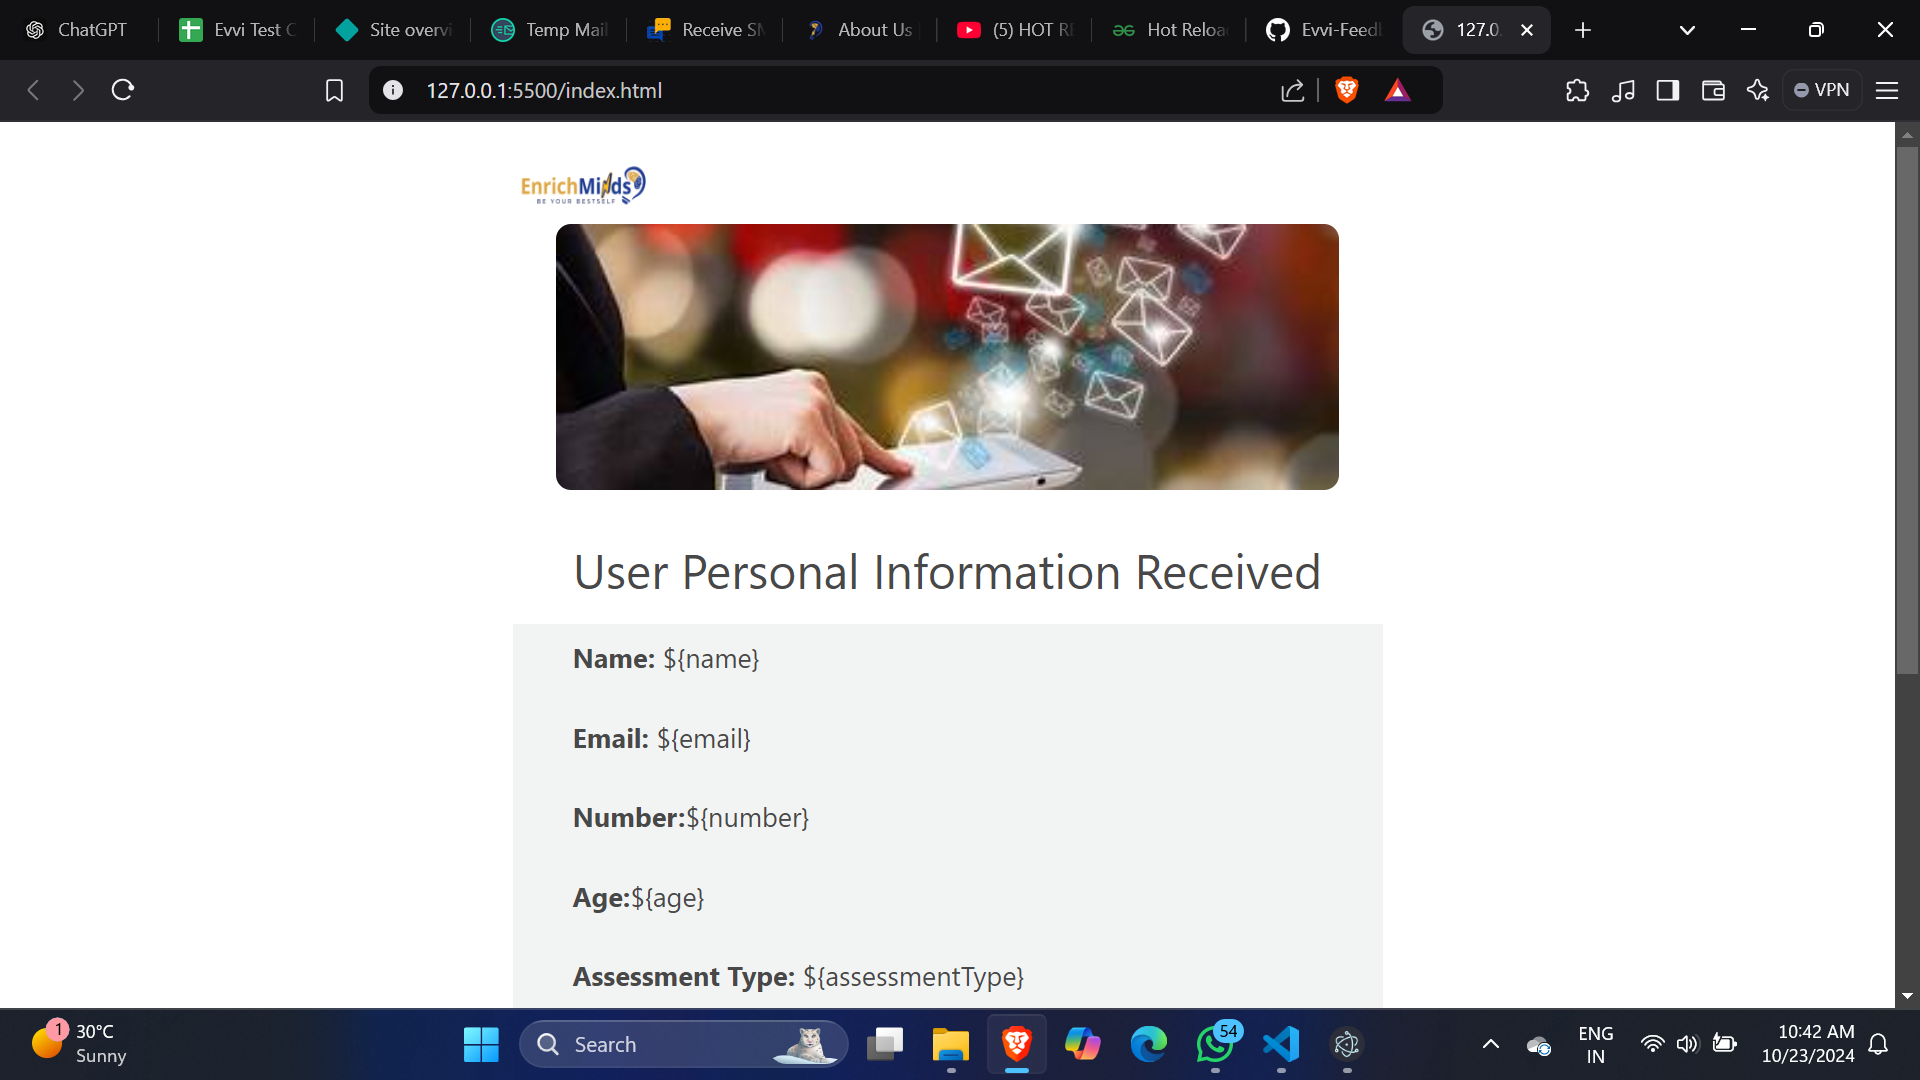 ChatGPT
Evvi Test C
Site overvi
Temp Mail
Receive SM
About Us
(5) HOT RE
Hot Reloa
Evvi-Feedb
127.0.
127.0.0.1:5500/index.html
VPN
EnrichMinds
BE YOUR BESTSELF
User Personal Information Received
Name: ${name}
Email: ${email}
Number:${number}
Age:${age}
Assessment Type: ${assessmentType}
1
30°C
Sunny
Search
54
ENG
IN
10:42 AM
10/23/2024